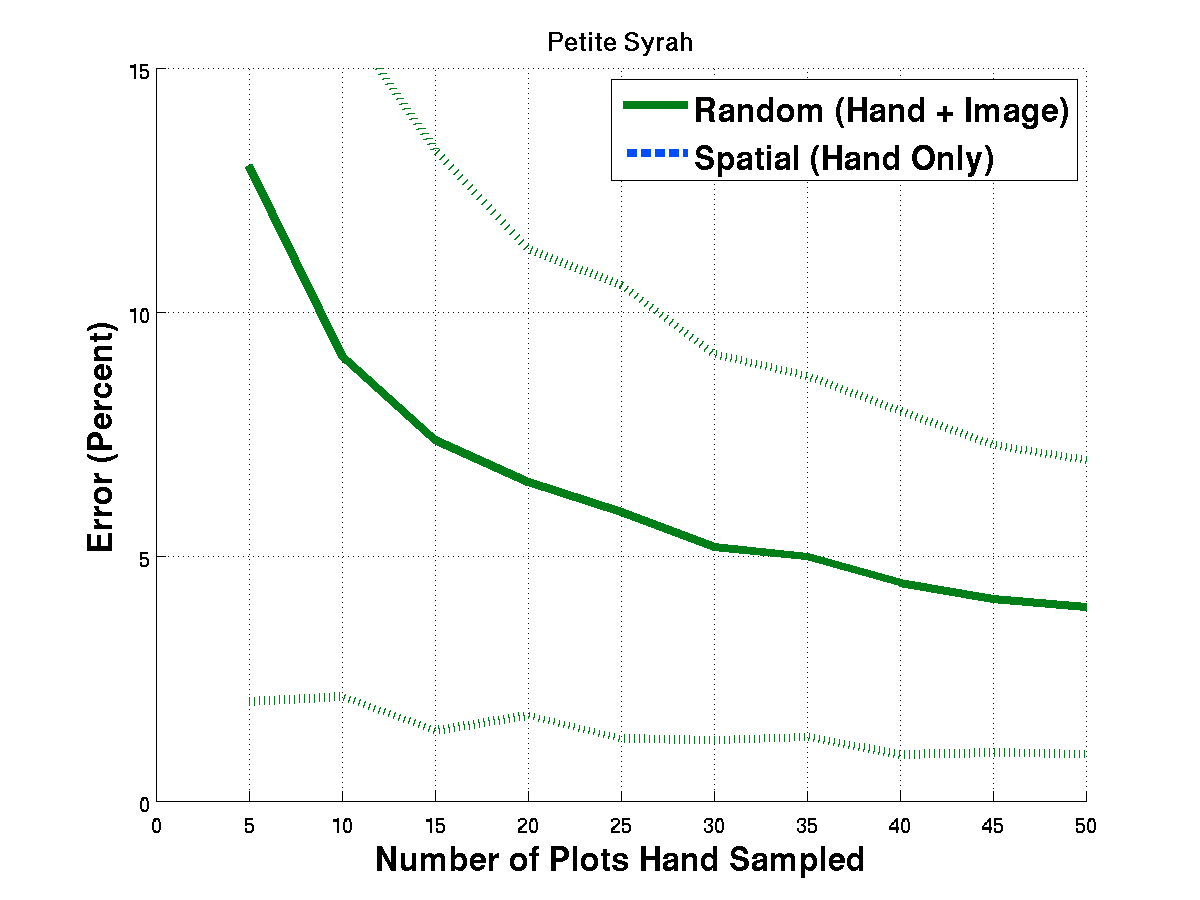 Petite Syrah
Random (Hand + Image)
Spatial (Hand Only)
15
10
5
0
Error (Percent)
0 5 10 15 20 25 30 35 40 45 50
Number of Plots Hand Sampled